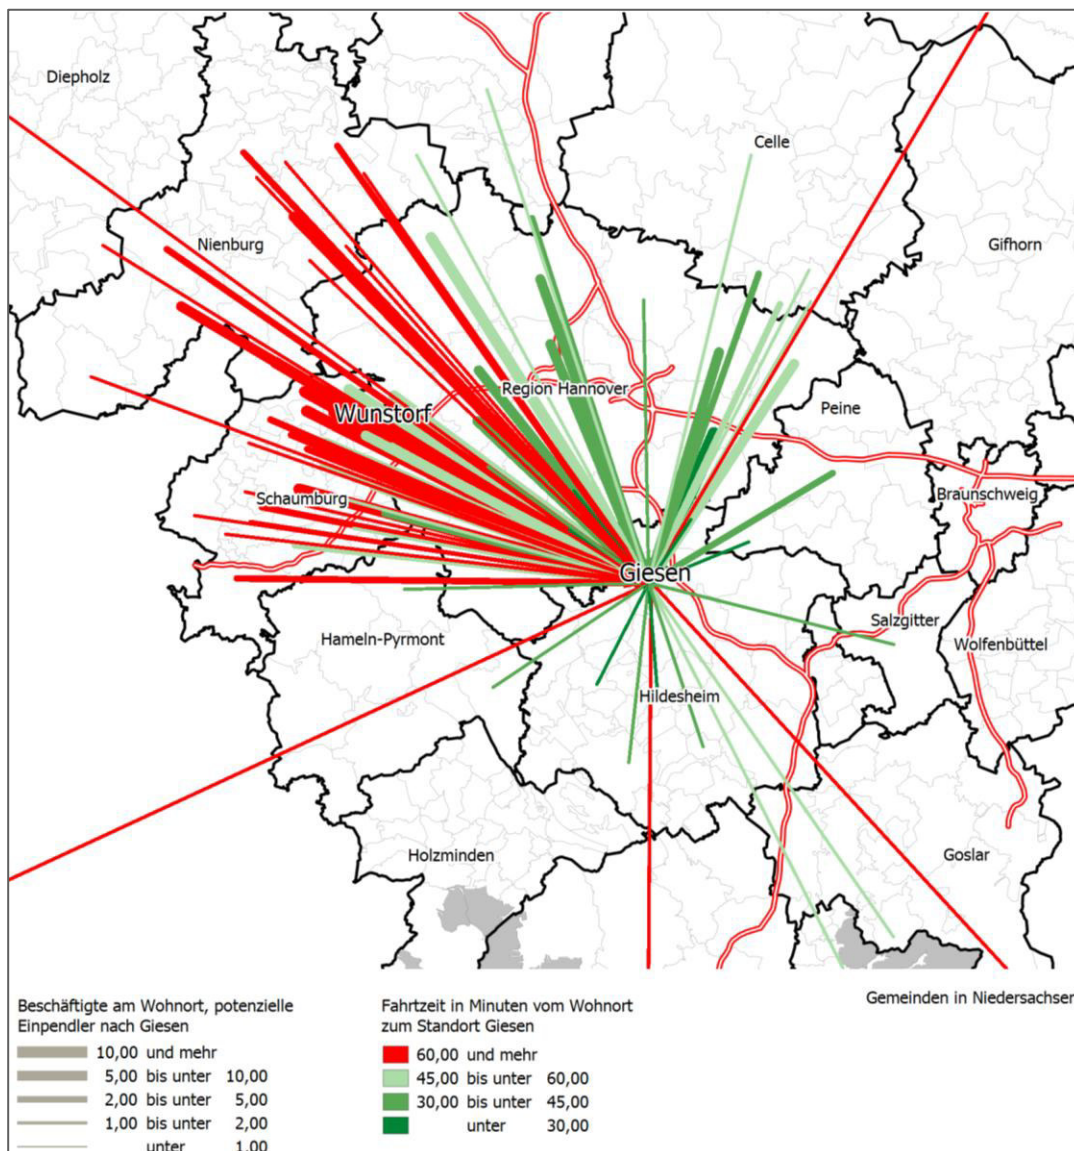 Diepholz
Celle
Nienburg
Gifhorn
Region Hannover
Wunstorf
Peine
Schaumburg
Braunschweig
Giesen
Salzgitter
Hameln-Pyrmont
Wolfenbüttel
Hildesheim
Holzminden
Goslar
Gemeinden in Niedersachsen
Beschäftigte am Wohnort, potenzielle
Einpendler nach Giesen
10,00 und mehr
5,00 bis unter 10,00
2,00 bis unter 5,00
1,00 bis unter 2,00
unter 1,00
Fahrtzeit in Minuten vom Wohnort
zum Standort Giesen
60,00 und mehr
45,00 bis unter 60,00
30,00 bis unter 45,00
unter 30,00